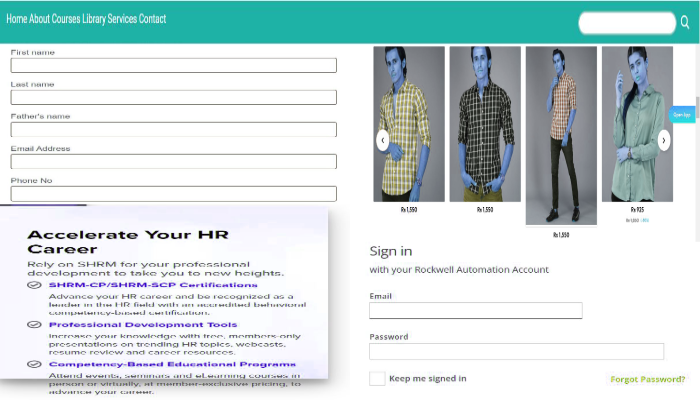 Home About Courses Library Services Contact
First name
Last name
Father's name
Email Address
Phone No
Accelerate Your HR
Career
Rely on SHRM for your professional
development to take you to new heights.
SHRM-CP/SHRM-SCP Certifications
Advance your HR career and be recognized as a
leader in the HR field with an accredited behavioral
competency-based certification.
Professional Development Tools
Increase your knowledge with free, members-only
presentations on trending HR topics, webcasts,
resume review and career resources.
Competency-Based Educational Programs
Attend events, seminars and eLearning courses in
person or virtually, at member-exclusive pricing, to
advance your career.
Rs 1,550
Rs 1,550
Rs 1,550
Rs 925
Open App
Sign in
with your Rockwell Automation Account
Email
Password
Keep me signed in
Forgot Password?